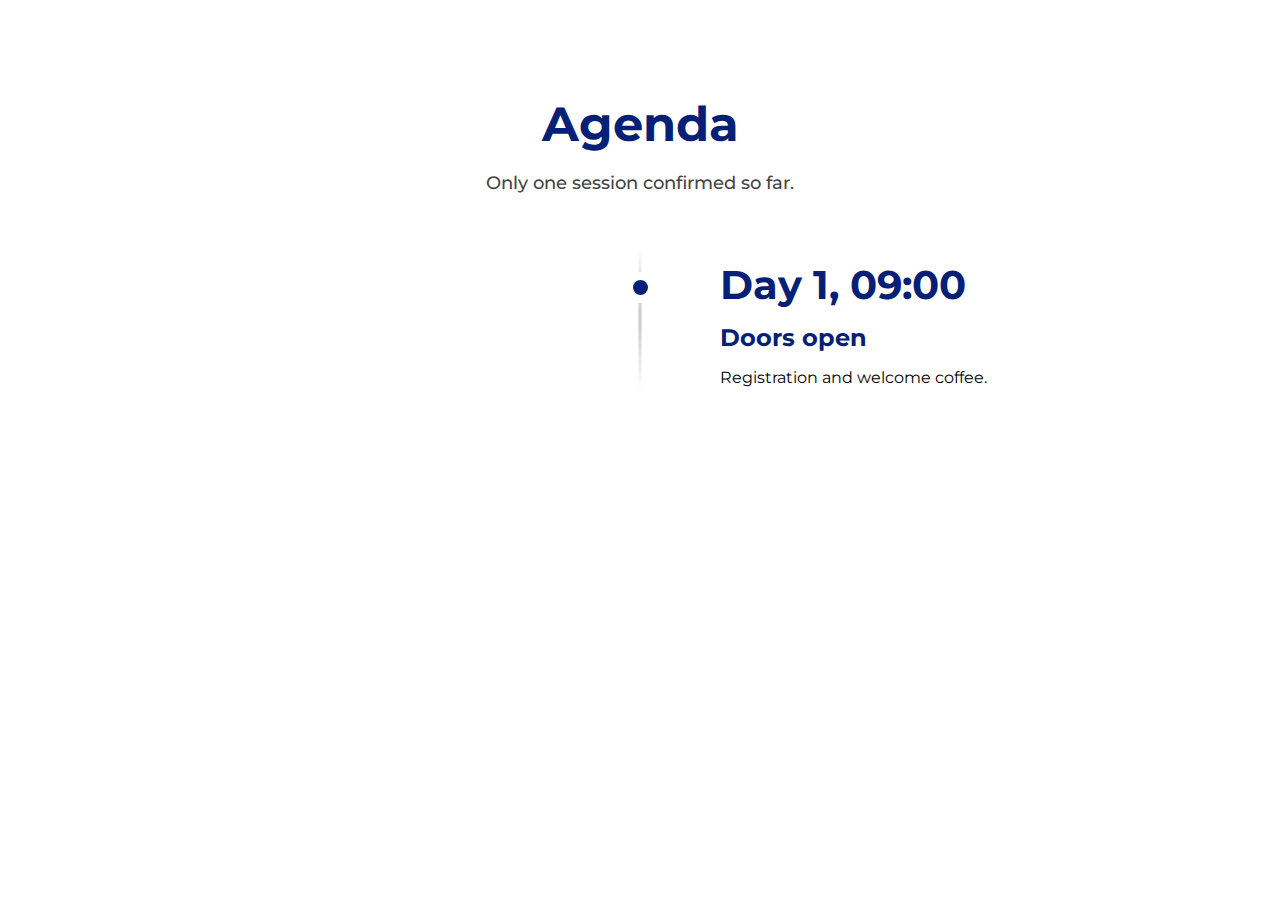 Agenda
Only one session confirmed so far.
Day 1, 09:00
Doors open
Registration and welcome coffee.